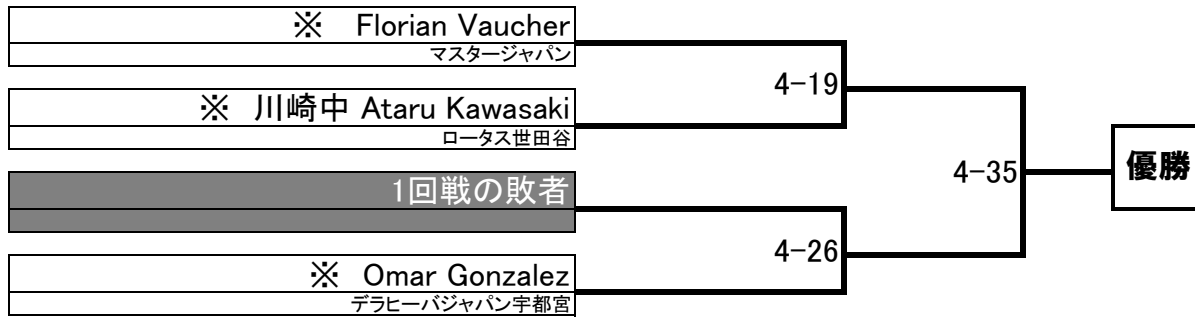 ※ Florian Vaucher
マスタージャパン
4-19
※ 川崎中 Ataru Kawasaki
ロータス世田谷
4-35
優勝
1回戦の敗者
4-26
※ Omar Gonzalez
デラヒーバジャパン宇都宮